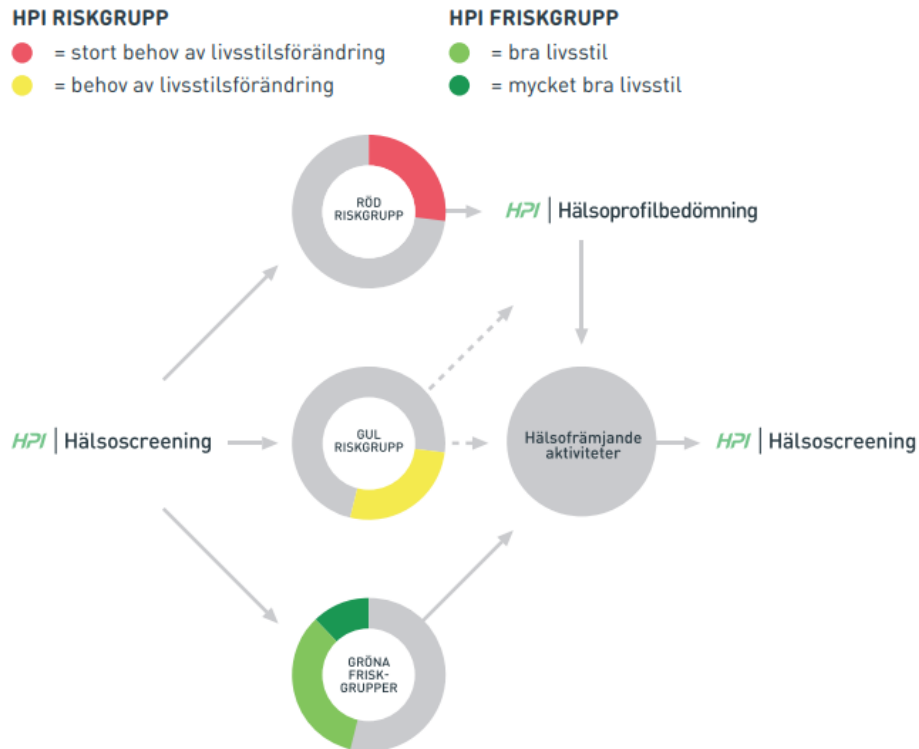 HPI RISKGRUPP
= stort behov av livsstilsförändring
= behov av livsstilsförändring
HPI FRISKGRUPP
= bra livsstil
= mycket bra livsstil
RÖD
RISKGRUPP
HPI | Hälsoprofilbedömning
HPI | Hälsoscreening
GUL
RISKGRUPP
Hälsofrämjande
aktiviteter
HPI | Hälsoscreening
GRÖNA
FRISK-
GRUPPER